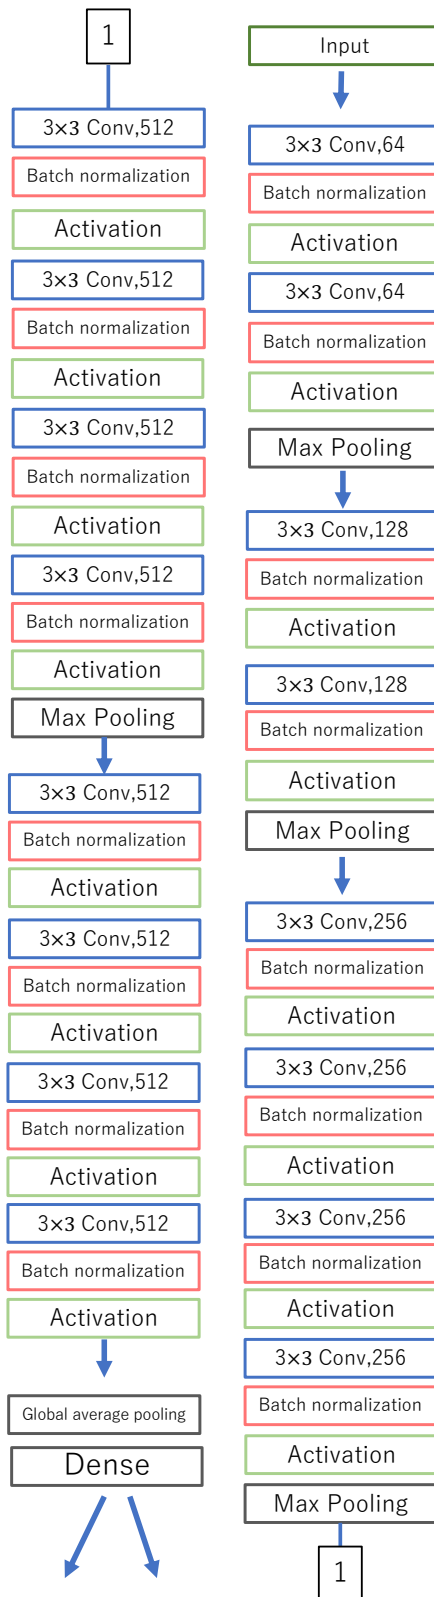 Input
3×3 Conv,64
Batch normalization
Activation
3×3 Conv,64
Batch normalization
Activation
Max Pooling
3×3 Conv,128
Batch normalization
Activation
3×3 Conv,128
Batch normalization
Activation
Max Pooling
3×3 Conv,256
Batch normalization
Activation
3×3 Conv,256
Batch normalization
Activation
3×3 Conv,256
Batch normalization
Activation
3×3 Conv,256
Batch normalization
Activation
Max Pooling
1
1
3×3 Conv,512
Batch normalization
Activation
3×3 Conv,512
Batch normalization
Activation
3×3 Conv,512
Batch normalization
Activation
3×3 Conv,512
Batch normalization
Activation
Max Pooling
3×3 Conv,512
Batch normalization
Activation
3×3 Conv,512
Batch normalization
Activation
3×3 Conv,512
Batch normalization
Activation
3×3 Conv,512
Batch normalization
Activation
Global average pooling
Dense